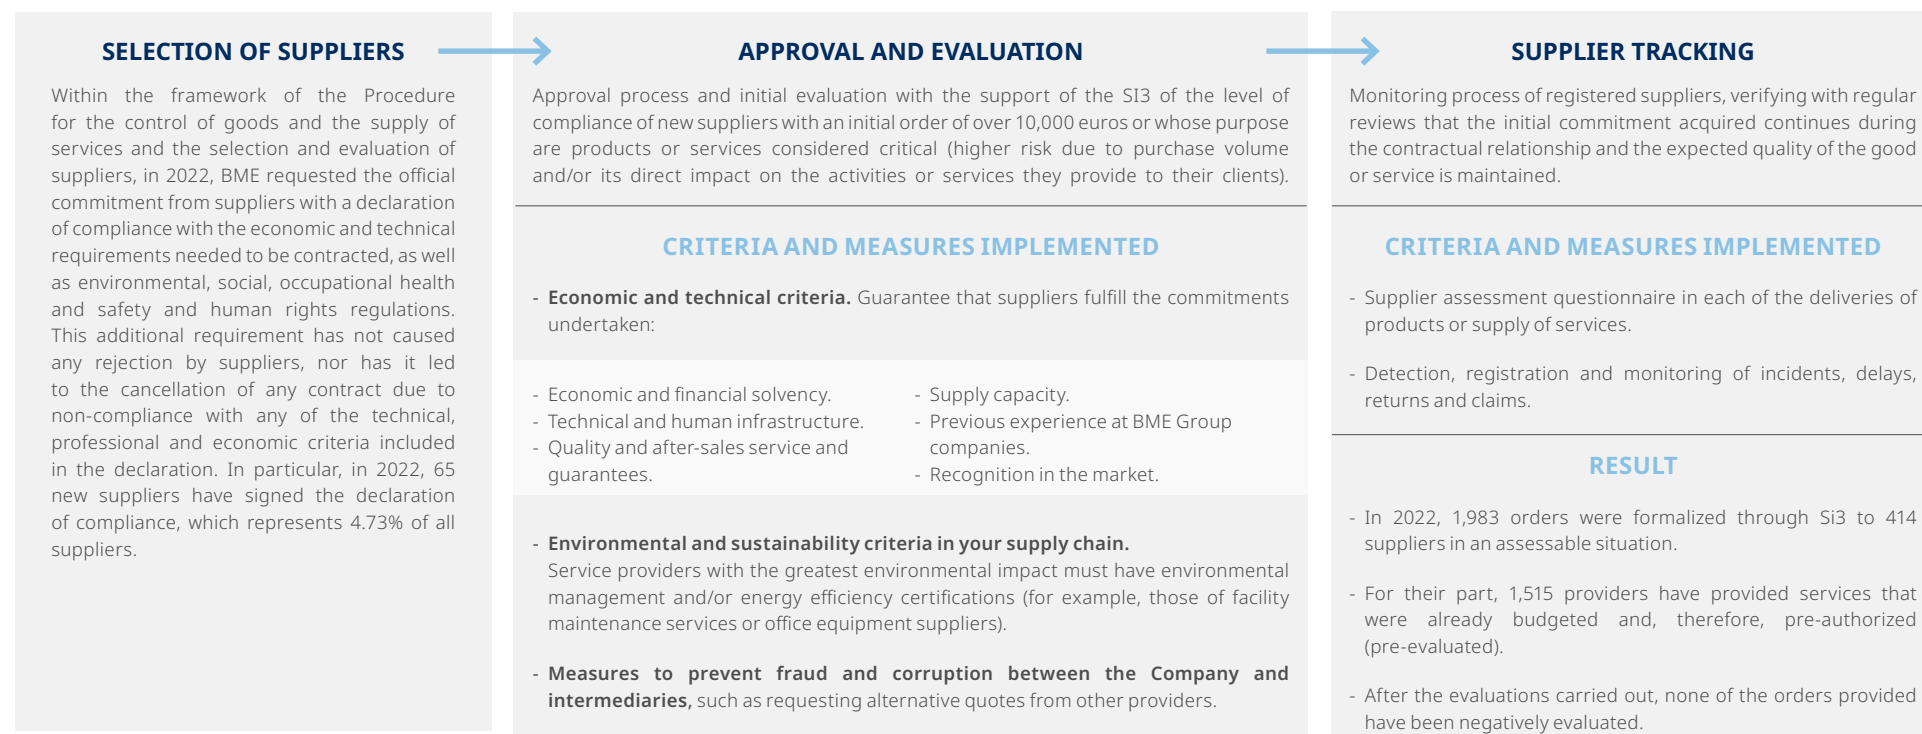 SELECTION OF SUPPLIERS
Within the framework of the Procedure
for the control of goods and the supply of
services and the selection and evaluation of
suppliers, in 2022, BME requested the official
commitment from suppliers with a declaration
of compliance with the economic and technical
requirements needed to be contracted, as well
as environmental, social, occupational health
and safety and human rights regulations.
This additional requirement has not caused
any rejection by suppliers, nor has it led
to the cancellation of any contract due to
non-compliance with any of the technical,
professional and economic criteria included
in the declaration. In particular, in 2022, 65
new suppliers have signed the declaration
of compliance, which represents 4.73% of all
suppliers.
APPROVAL AND EVALUATION
Approval process and initial evaluation with the support of the SI3 of the level of
compliance of new suppliers with an initial order of over 10,000 euros or whose purpose
are products or services considered critical (higher risk due to purchase volume
and/or its direct impact on the activities or services they provide to their clients).
CRITERIA AND MEASURES IMPLEMENTED
- Economic and technical criteria. Guarantee that suppliers fulfill the commitments
undertaken:
- Economic and financial solvency.
- Technical and human infrastructure.
- Quality and after-sales service and
guarantees.
- Supply capacity.
- Previous experience at BME Group
companies.
- Recognition in the market.
- Environmental and sustainability criteria in your supply chain.
Service providers with the greatest environmental impact must have environmental
management and/or energy efficiency certifications (for example, those of facility
maintenance services or office equipment suppliers).
- Measures to prevent fraud and corruption between the Company and
intermediaries, such as requesting alternative quotes from other providers.
SUPPLIER TRACKING
Monitoring process of registered suppliers, verifying with regular
reviews that the initial commitment acquired continues during
the contractual relationship and the expected quality of the good
or service is maintained.
CRITERIA AND MEASURES IMPLEMENTED
- Supplier assessment questionnaire in each of the deliveries of
products or supply of services.
- Detection, registration and monitoring of incidents, delays,
returns and claims.
RESULT
- In 2022, 1,983 orders were formalized through Si3 to 414
suppliers in an assessable situation.
- For their part, 1,515 providers have provided services that
were already budgeted and, therefore, pre-authorized
(pre-evaluated).
- After the evaluations carried out, none of the orders provided
have been negatively evaluated.